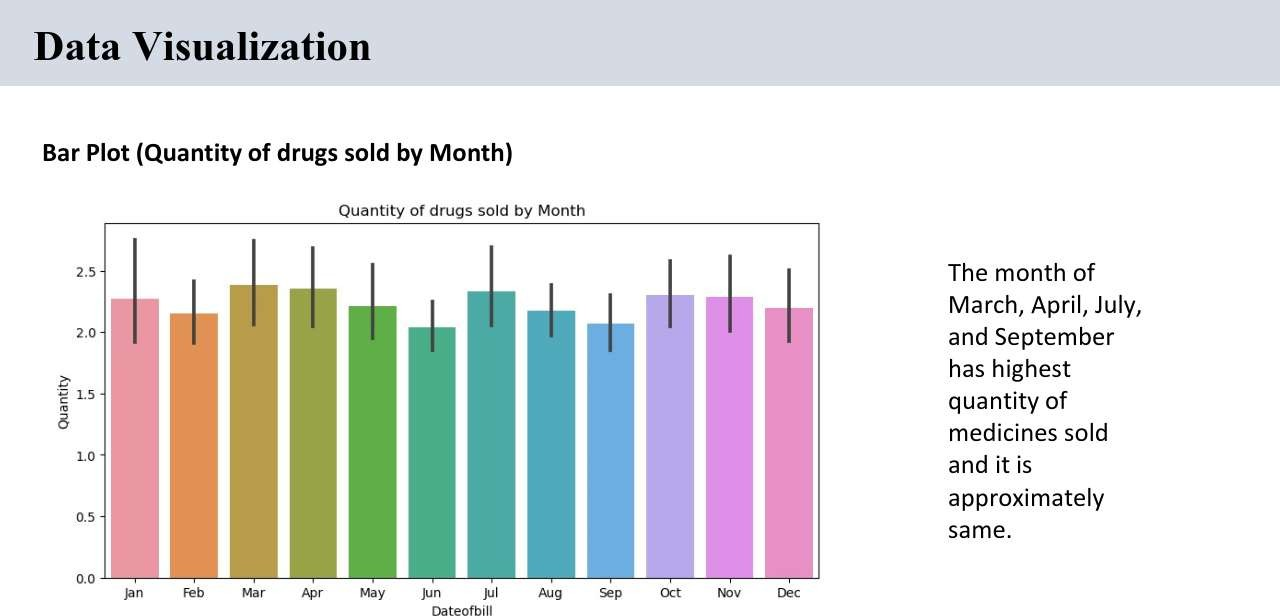 Data Visualization
Bar Plot (Quantity of drugs sold by Month)
Quantity of drugs sold by Month
2.5
2.0
1.5
1.0
0.5
0.0
Quantity
Jan Feb Mar Apr May Jun Jul Aug Sep Oct Nov Dec
Dateofbill
The month of
March, April, July,
and September
has highest
quantity of
medicines sold
and it is
approximately
same.